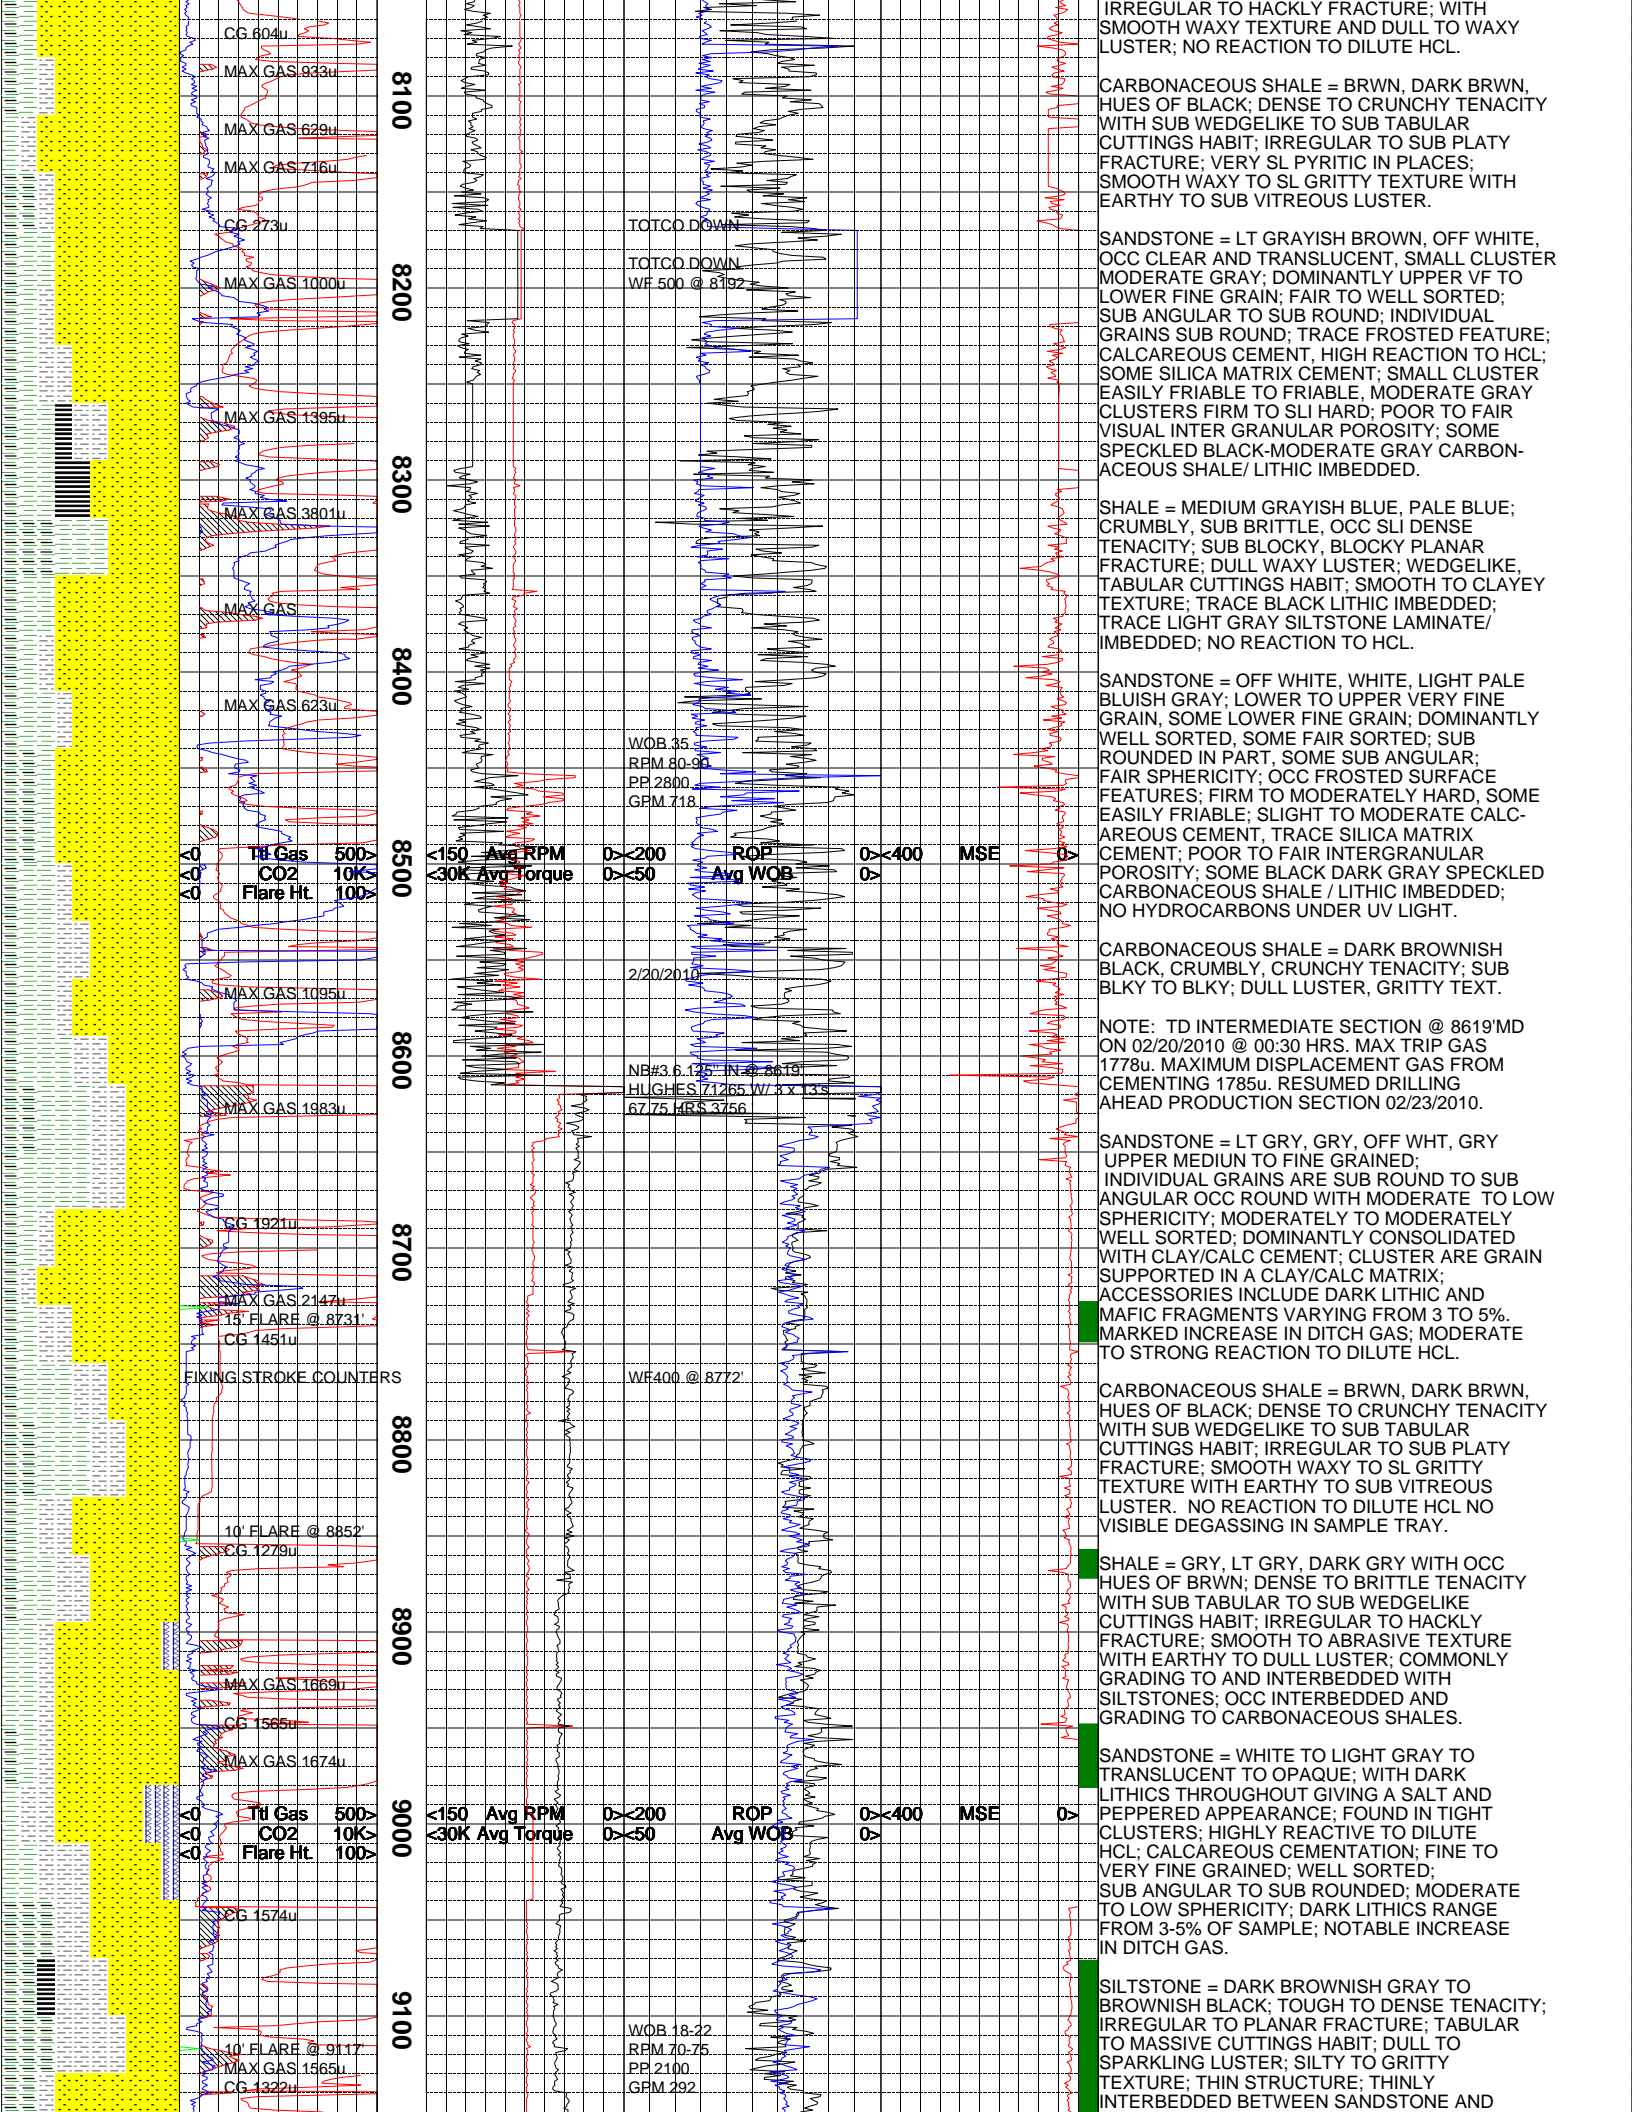 CG 604u
MAX GAS 933u
8100
MAX GAS 629u
MAX GAS 716u
CG 273u
TOTCO DOWN
TOTCO DOWN
WF 500 @ 8192
MAX GAS 1000u
8200
MAX GAS 1395u
8300
MAX GAS 3801u
MAX GAS
8400
MAX GAS 623u
WOB 35
RPM 80-90
PP 2800
GPM 718
<0 Ttl Gas 500> <150 Avg RPM 0> <200 ROP 0> <400 MSE 0>
<0 CO2 10K> <30K Avg Torque 0> <50 Avg WOB 0>
<0 Flare Ht. 100>
8500
2/20/2010
MAX GAS 1095u
8600
NB#3 6.125" IN @ 8619'
HUGHES 71265 W/ 3 x 13's
67.75 HRS 3756
MAX GAS 1983u
CG 1921u
8700
MAX GAS 2147u
15' FLARE @ 8731'
CG 1451u
FIXING STROKE COUNTERS
WF400 @ 8772'
8800
10' FLARE @ 8852'
CG 1279u
8900
MAX GAS 1669u
CG 1565u
MAX GAS 1674u
<0 Ttl Gas 500> <150 Avg RPM 0> <200 ROP 0> <400 MSE 0>
<0 CO2 10K> <30K Avg Torque 0> <50 Avg WOB 0>
<0 Flare Ht. 100>
9000
CG 1574u
9100
WOB 18-22
RPM 70-75
PP 2100
GPM 292
10' FLARE @ 9117'
MAX GAS 1565u
CG 1322u
IRREGULAR TO HACKLY FRACTURE; WITH
SMOOTH WAXY TEXTURE AND DULL TO WAXY
LUSTER; NO REACTION TO DILUTE HCL.
CARBONACEOUS SHALE = BRWN, DARK BRWN,
HUES OF BLACK; DENSE TO CRUNCHY TENACITY
WITH SUB WEDGELIKE TO SUB TABULAR
CUTTINGS HABIT; IRREGULAR TO SUB PLATY
FRACTURE; VERY SL PYRITIC IN PLACES;
SMOOTH WAXY TO SL GRITTY TEXTURE WITH
EARTHY TO SUB VITREOUS LUSTER.
SANDSTONE = LT GRAYISH BROWN, OFF WHITE,
OCC CLEAR AND TRANSLUCENT, SMALL CLUSTER
MODERATE GRAY; DOMINANTLY UPPER VF TO
LOWER FINE GRAIN; FAIR TO WELL SORTED;
SUB ANGULAR TO SUB ROUND; INDIVIDUAL
GRAINS SUB ROUND; TRACE FROSTED FEATURE;
CALCAREOUS CEMENT, HIGH REACTION TO HCL;
SOME SILICA MATRIX CEMENT; SMALL CLUSTER
EASILY FRIABLE TO FRIABLE, MODERATE GRAY
CLUSTERS FIRM TO SLI HARD; POOR TO FAIR
VISUAL INTER GRANULAR POROSITY; SOME
SPECKLED BLACK-MODERATE GRAY CARBON-
ACEOUS SHALE/ LITHIC IMBEDDED.
SHALE = MEDIUM GRAYISH BLUE, PALE BLUE;
CRUMBLY, SUB BRITTLE, OCC SLI DENSE
TENACITY; SUB BLOCKY, BLOCKY PLANAR
FRACTURE; DULL WAXY LUSTER; WEDGELIKE,
TABULAR CUTTINGS HABIT; SMOOTH TO CLAYEY
TEXTURE; TRACE BLACK LITHIC IMBEDDED;
TRACE LIGHT GRAY SILTSTONE LAMINATE/
IMBEDDED; NO REACTION TO HCL.
SANDSTONE = OFF WHITE, WHITE, LIGHT PALE
BLUISH GRAY; LOWER TO UPPER VERY FINE
GRAIN, SOME LOWER FINE GRAIN; DOMINANTLY
WELL SORTED, SOME FAIR SORTED; SUB
ROUNDED IN PART, SOME SUB ANGULAR;
FAIR SPHERICITY; OCC FROSTED SURFACE
FEATURES; FIRM TO MODERATELY HARD, SOME
EASILY FRIABLE; SLIGHT TO MODERATE CALC-
AREOUS CEMENT, TRACE SILICA MATRIX
CEMENT; POOR TO FAIR INTERGRANULAR
POROSITY; SOME BLACK DARK GRAY SPECKLED
CARBONACEOUS SHALE / LITHIC IMBEDDED;
NO HYDROCARBONS UNDER UV LIGHT.
CARBONACEOUS SHALE = DARK BROWNISH
BLACK, CRUMBLY, CRUNCHY TENACITY; SUB
BLKY TO BLKY; DULL LUSTER, GRITTY TEXT.
NOTE: TD INTERMEDIATE SECTION @ 8619'MD
ON 02/20/2010 @ 00:30 HRS. MAX TRIP GAS
1778u. MAXIMUM DISPLACEMENT GAS FROM
CEMENTING 1785u. RESUMED DRILLING
AHEAD PRODUCTION SECTION 02/23/2010.
SANDSTONE = LT GRY, GRY, OFF WHT, GRY
UPPER MEDIUN TO FINE GRAINED;
INDIVIDUAL GRAINS ARE SUB ROUND TO SUB
ANGULAR OCC ROUND WITH MODERATE TO LOW
SPHERICITY; MODERATELY TO MODERATELY
WELL SORTED; DOMINANTLY CONSOLIDATED
WITH CLAY/CALC CEMENT; CLUSTER ARE GRAIN
SUPPORTED IN A CLAY/CALC MATRIX;
ACCESSORIES INCLUDE DARK LITHIC AND
MAFIC FRAGMENTS VARYING FROM 3 TO 5%.
MARKED INCREASE IN DITCH GAS; MODERATE
TO STRONG REACTION TO DILUTE HCL.
CARBONACEOUS SHALE = BRWN, DARK BRWN,
HUES OF BLACK; DENSE TO CRUNCHY TENACITY
WITH SUB WEDGELIKE TO SUB TABULAR
CUTTINGS HABIT; IRREGULAR TO SUB PLATY
FRACTURE; SMOOTH WAXY TO SL GRITTY
TEXTURE WITH EARTHY TO SUB VITREOUS
LUSTER. NO REACTION TO DILUTE HCL NO
VISIBLE DEGASSING IN SAMPLE TRAY.
SHALE = GRY, LT GRY, DARK GRY WITH OCC
HUES OF BRWN; DENSE TO BRITTLE TENACITY
WITH SUB TABULAR TO SUB WEDGELIKE
CUTTINGS HABIT; IRREGULAR TO HACKLY
FRACTURE; SMOOTH TO ABRASIVE TEXTURE
WITH EARTHY TO DULL LUSTER; COMMONLY
GRADING TO AND INTERBEDDED WITH
SILTSTONES; OCC INTERBEDDED AND
GRADING TO CARBONACEOUS SHALES.
SANDSTONE = WHITE TO LIGHT GRAY TO
TRANSLUCENT TO OPAQUE; WITH DARK
LITHICS THROUGHOUT GIVING A SALT AND
PEPPERED APPEARANCE; FOUND IN TIGHT
CLUSTERS; HIGHLY REACTIVE TO DILUTE
HCL; CALCAREOUS CEMENTATION; FINE TO
VERY FINE GRAINED; WELL SORTED;
SUB ANGULAR TO SUB ROUNDED; MODERATE
TO LOW SPHERICITY; DARK LITHICS RANGE
FROM 3-5% OF SAMPLE; NOTABLE INCREASE
IN DITCH GAS.
SILTSTONE = DARK BROWNISH GRAY TO
BROWNISH BLACK; TOUGH TO DENSE TENACITY;
IRREGULAR TO PLANAR FRACTURE; TABULAR
TO MASSIVE CUTTINGS HABIT; DULL TO
SPARKLING LUSTER; SILTY TO GRITTY
TEXTURE; THIN STRUCTURE; THINLY
INTERBEDDED BETWEEN SANDSTONE AND